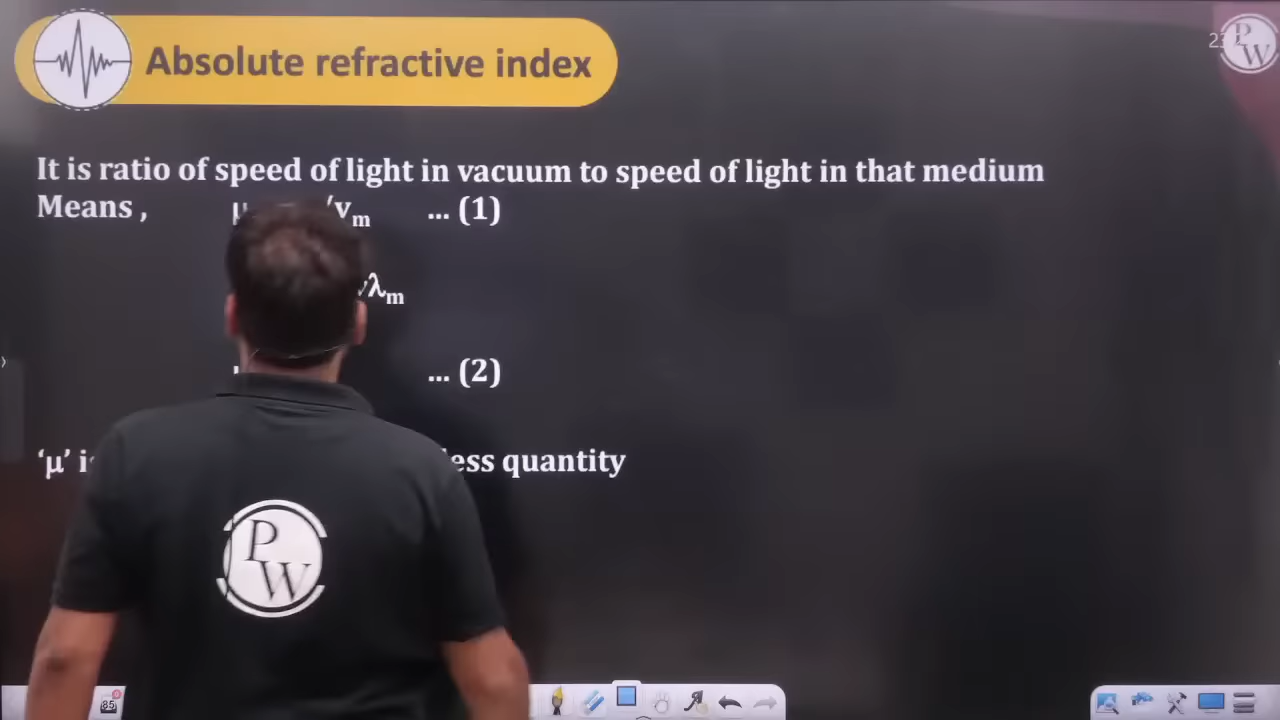 Absolute refractive index
It is ratio of speed of light in vacuum to speed of light in that medium
Means , μ /vₘ ... (1)
λₘ
... (2)
‘μ’ quantity
P W
P W
85